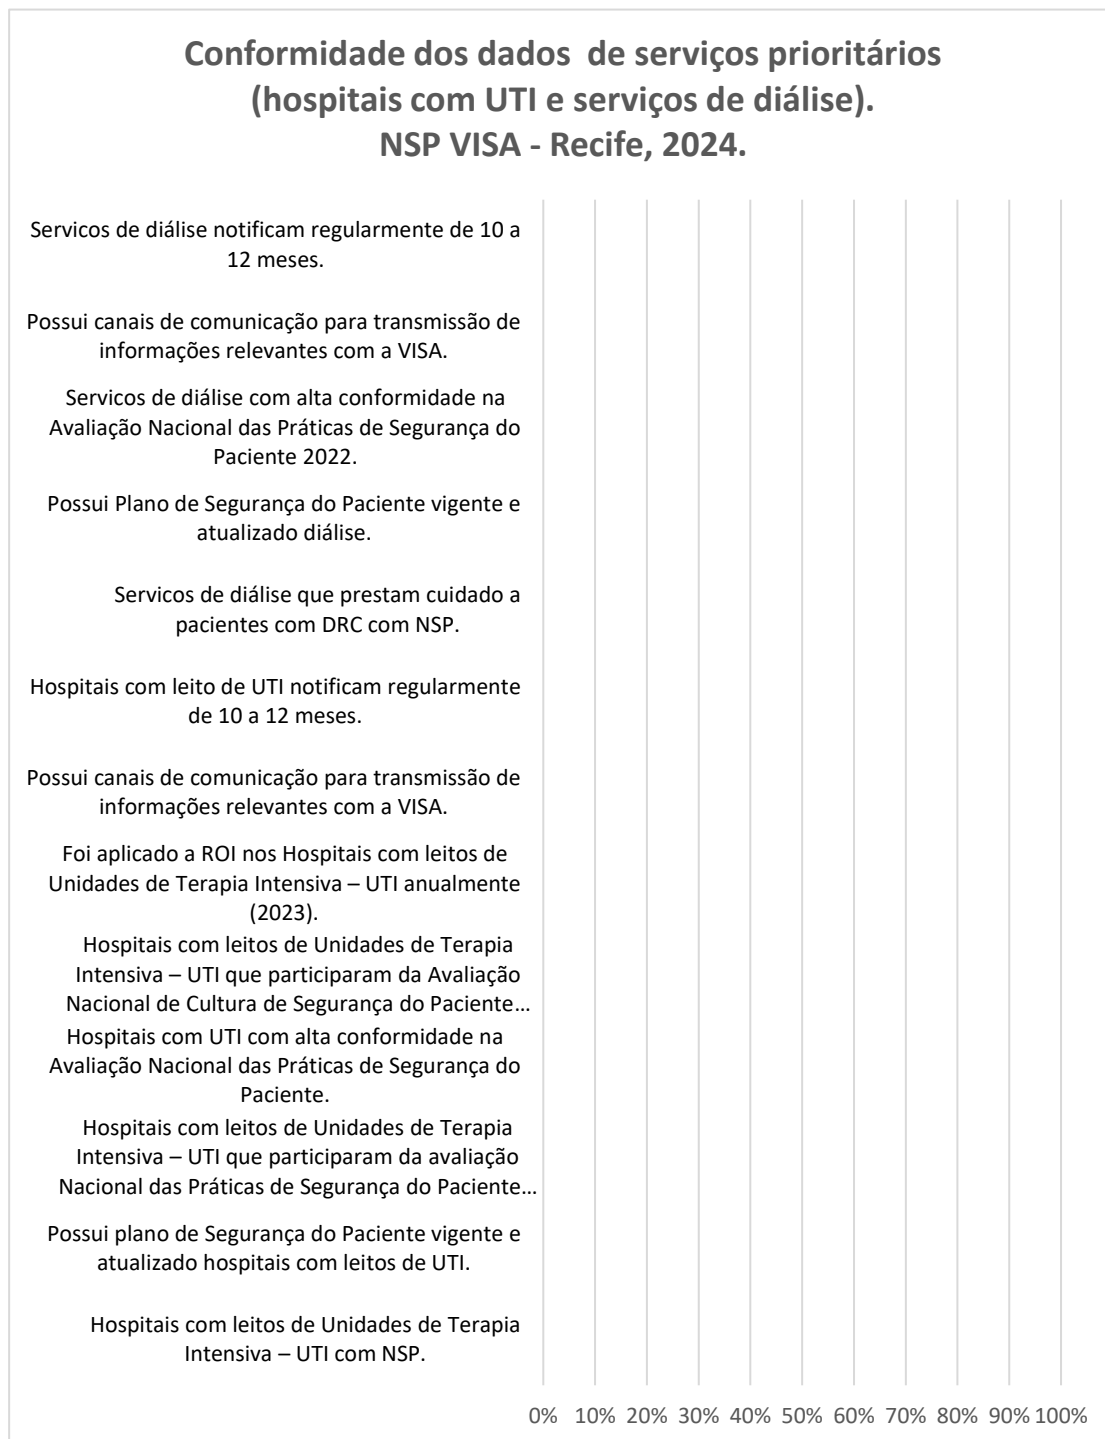 Conformidade dos dados  de serviços prioritários
(hospitais com UTI e serviços de diálise).
NSP VISA - Recife, 2024.
Servicos de diálise notificam regularmente de 10 a
12 meses.
Possui canais de comunicação para transmissão de
informações relevantes com a VISA.
Servicos de diálise com alta conformidade na
Avaliação Nacional das Práticas de Segurança do
Paciente 2022.
Possui Plano de Segurança do Paciente vigente e
atualizado diálise.
Servicos de diálise que prestam cuidado a
pacientes com DRC com NSP.
Hospitais com leito de UTI notificam regularmente
de 10 a 12 meses.
Possui canais de comunicação para transmissão de
informações relevantes com a VISA.
Foi aplicado a ROI nos Hospitais com leitos de
Unidades de Terapia Intensiva – UTI anualmente
(2023).
Hospitais com leitos de Unidades de Terapia
Intensiva – UTI que participaram da Avaliação
Nacional de Cultura de Segurança do Paciente...
Hospitais com UTI com alta conformidade na
Avaliação Nacional das Práticas de Segurança do
Paciente.
Hospitais com leitos de Unidades de Terapia
Intensiva – UTI que participaram da avaliação
Nacional das Práticas de Segurança do Paciente...
Possui plano de Segurança do Paciente vigente e
atualizado hospitais com leitos de UTI.
Hospitais com leitos de Unidades de Terapia
Intensiva – UTI com NSP.
0% 10% 20% 30% 40% 50% 60% 70% 80% 90% 100%